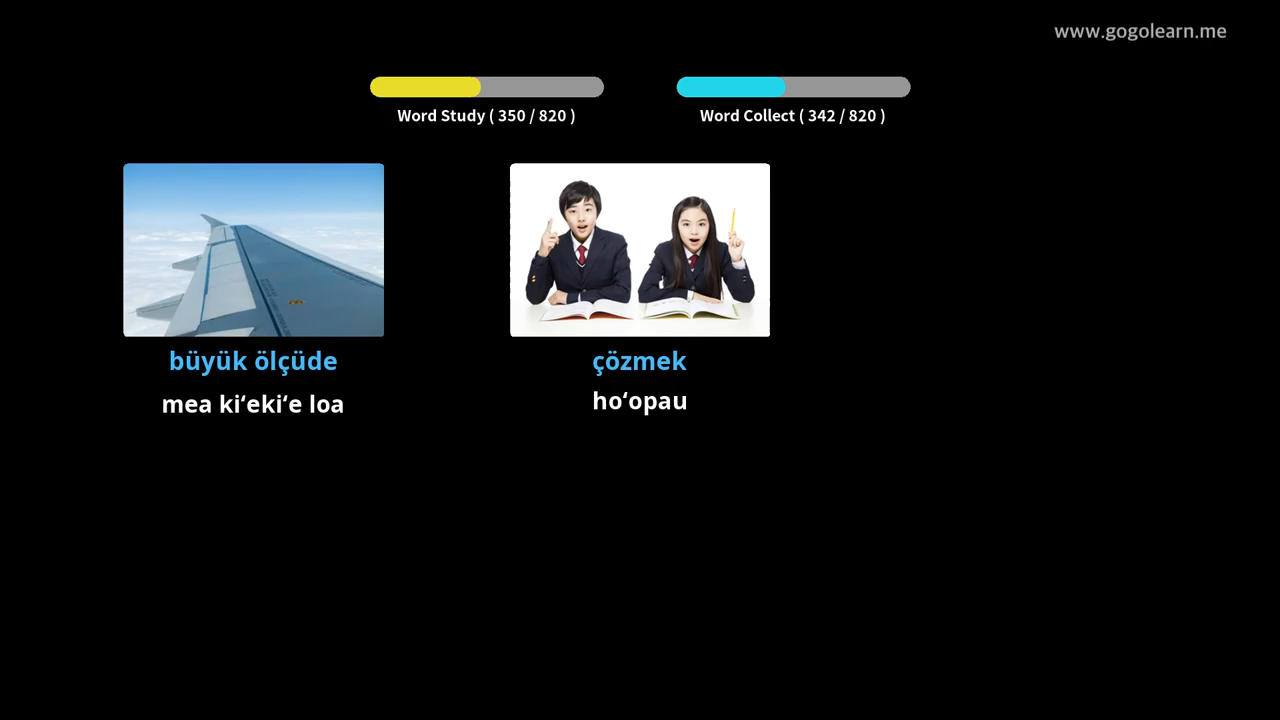 www.gogolearn.me
Word Study ( 350 / 820 )
Word Collect ( 342 / 820 )
büyük ölçüde
mea kiʻekiʻe loa
çözmek
hoʻopau